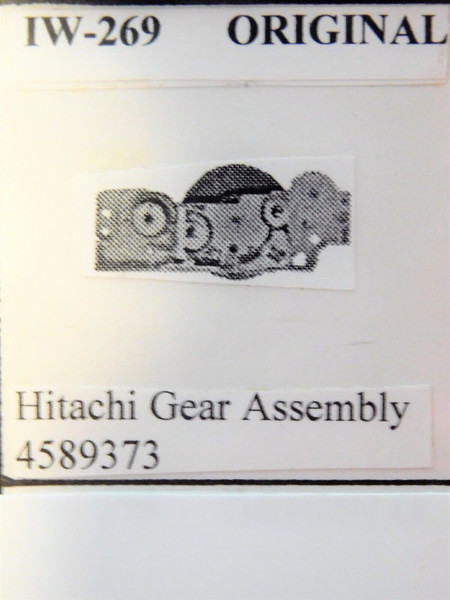 IW-269 ORIGINAL
Hitachi Gear Assembly
4589373